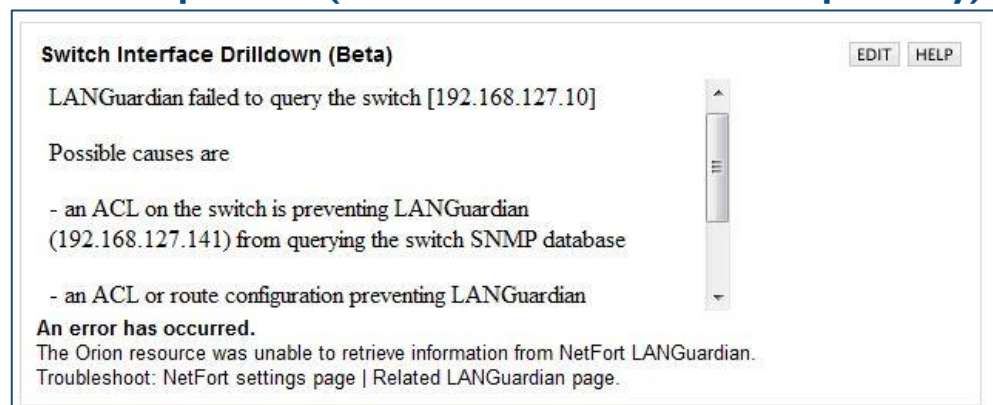 Switch Interface Drilldown (Beta)
EDIT HELP
LANGuardian failed to query the switch [192.168.127.10]
Possible causes are
- an ACL on the switch is preventing LANGuardian
(192.168.127.141) from querying the switch SNMP database
- an ACL or route configuration preventing LANGuardian
An error has occurred.
The Orion resource was unable to retrieve information from NetFort LANGuardian.
Troubleshoot: NetFort settings page | Related LANGuardian page.